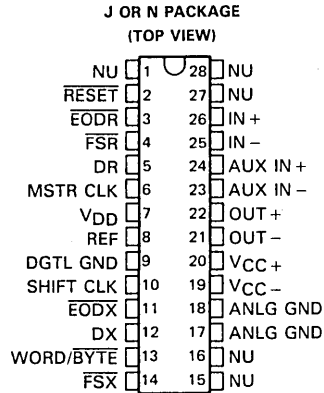 J OR N PACKAGE
(TOP VIEW)
NU 1 28 NU
RESET 2 27 NU
EODR 3 26 IN +
FSR 4 25 IN −
DR 5 24 AUX IN +
MSTR CLK 6 23 AUX IN −
VDD 7 22 OUT +
REF 8 21 OUT −
DGTL GND 9 20 VCC +
SHIFT CLK 10 19 VCC −
EODX 11 18 ANLG GND
DX 12 17 ANLG GND
WORD/BYTE 13 16 NU
FSX 14 15 NU